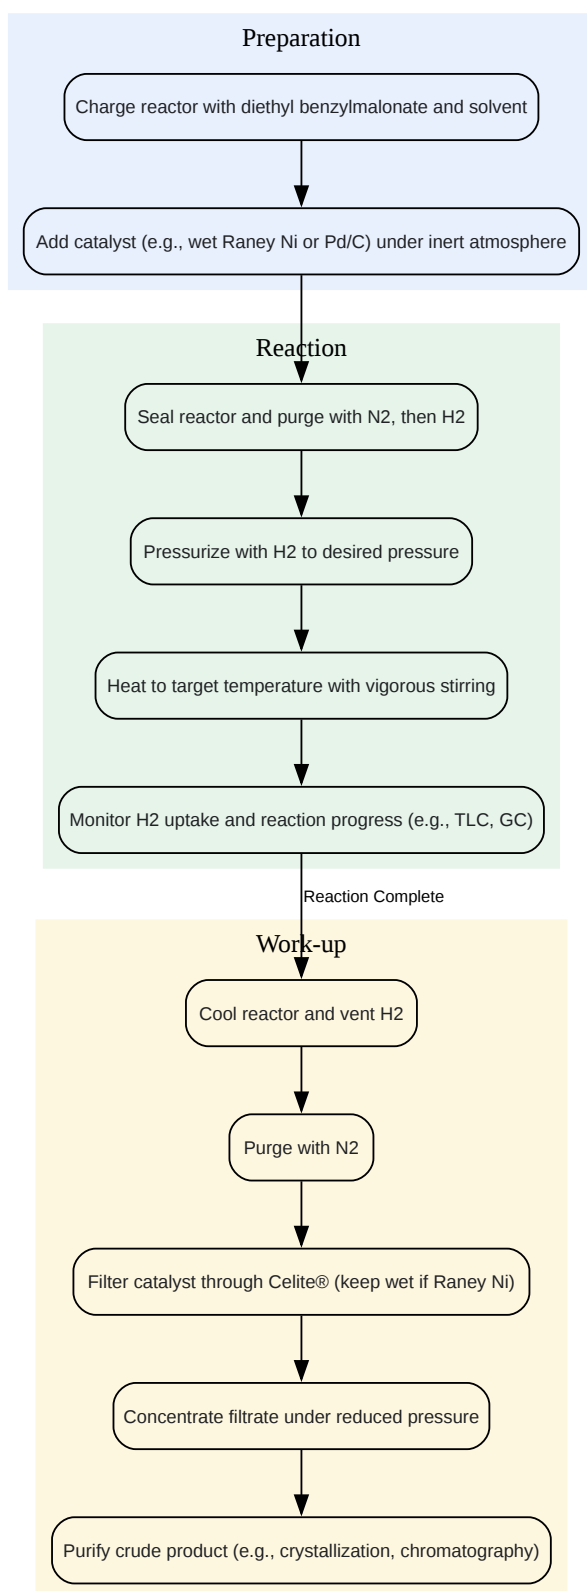 Preparation
Charge reactor with diethyl benzylmalonate and solvent
Add catalyst (e.g., wet Raney Ni or Pd/C) under inert atmosphere
Reaction
Seal reactor and purge with N2, then H2
Pressurize with H2 to desired pressure
Heat to target temperature with vigorous stirring
Monitor H2 uptake and reaction progress (e.g., TLC, GC)
Reaction Complete
Work-up
Cool reactor and vent H2
Purge with N2
Filter catalyst through Celite® (keep wet if Raney Ni)
Concentrate filtrate under reduced pressure
Purify crude product (e.g., crystallization, chromatography)